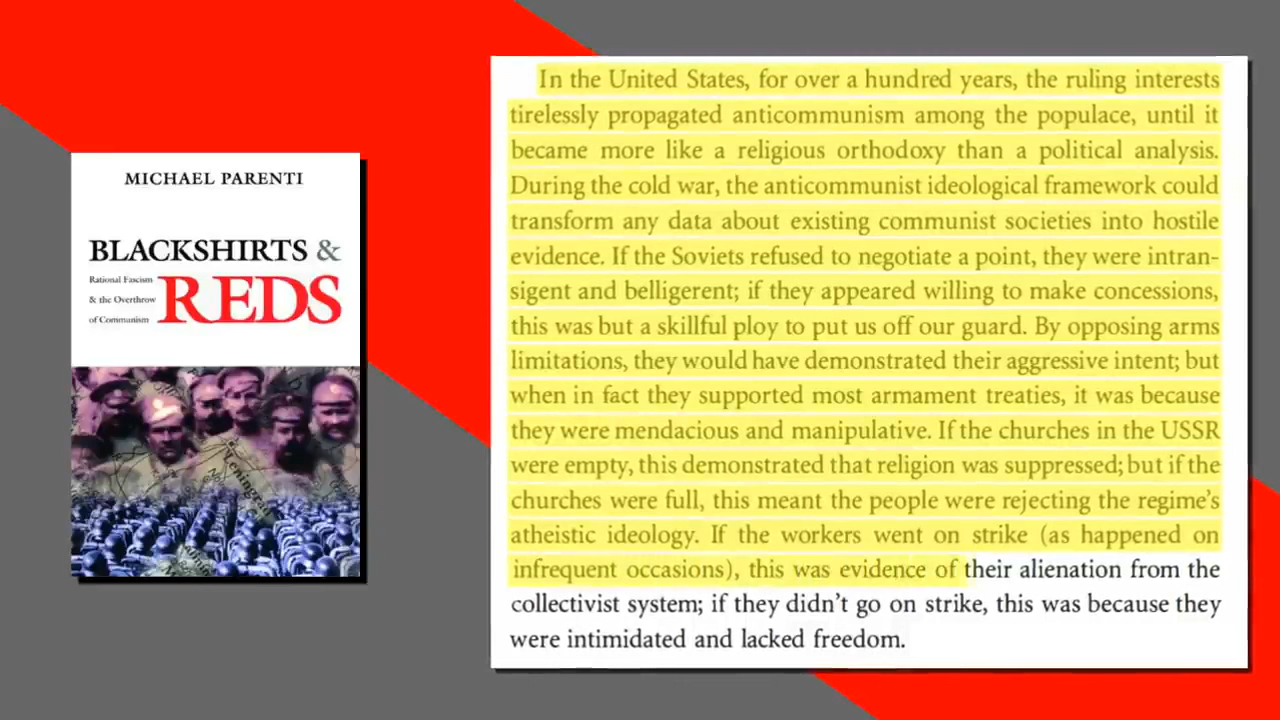 MICHAEL PARENTI
BLACKSHIRTS &
Rational Fascism
& the Overthrow
of Communism
REDS
Leningrad
In the United States, for over a hundred years, the ruling interests
tirelessly propagated anticommunism among the populace, until it
became more like a religious orthodoxy than a political analysis.
During the cold war, the anticommunist ideological framework could
transform any data about existing communist societies into hostile
evidence. If the Soviets refused to negotiate a point, they were intran-
sigent and belligerent; if they appeared willing to make concessions,
this was but a skillful ploy to put us off our guard. By opposing arms
limitations, they would have demonstrated their aggressive intent; but
when in fact they supported most armament treaties, it was because
they were mendacious and manipulative. If the churches in the USSR
were empty, this demonstrated that religion was suppressed; but if the
churches were full, this meant the people were rejecting the regime's
atheistic ideology. If the workers went on strike (as happened on
infrequent occasions), this was evidence of their alienation from the
collectivist system; if they didn't go on strike, this was because they
were intimidated and lacked freedom.